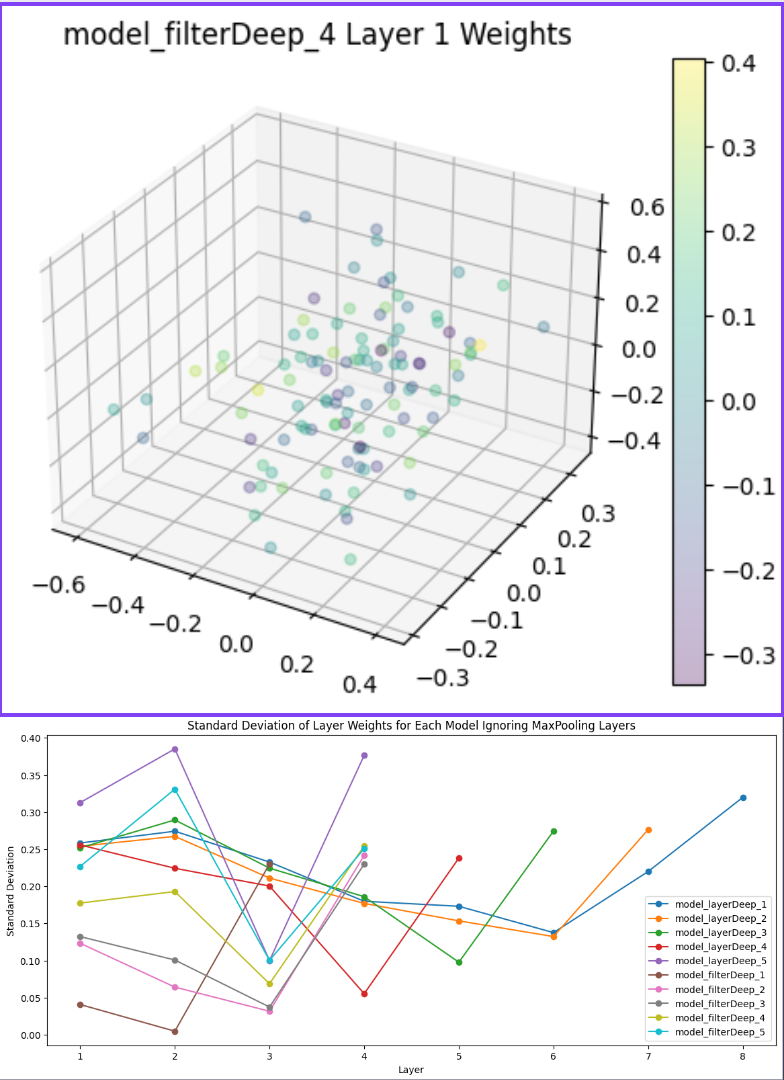 model_filterDeep_4 Layer 1 Weights
0.4
0.3
0.2
0.1
0.0
−0.1
−0.2
−0.3
0.6
0.4
0.2
0.0
−0.2
−0.4
0.3
0.2
0.1
0.0
−0.1
−0.2
−0.3
−0.6
−0.4
−0.2
0.0
0.2
0.4
Standard Deviation of Layer Weights for Each Model Ignoring MaxPooling Layers
Standard Deviation
0.40
0.35
0.30
0.25
0.20
0.15
0.10
0.05
0.00
model_layerDeep_1
model_layerDeep_2
model_layerDeep_3
model_layerDeep_4
model_layerDeep_5
model_filterDeep_1
model_filterDeep_2
model_filterDeep_3
model_filterDeep_4
model_filterDeep_5
1 2 3 4 5 6 7 8
Layer